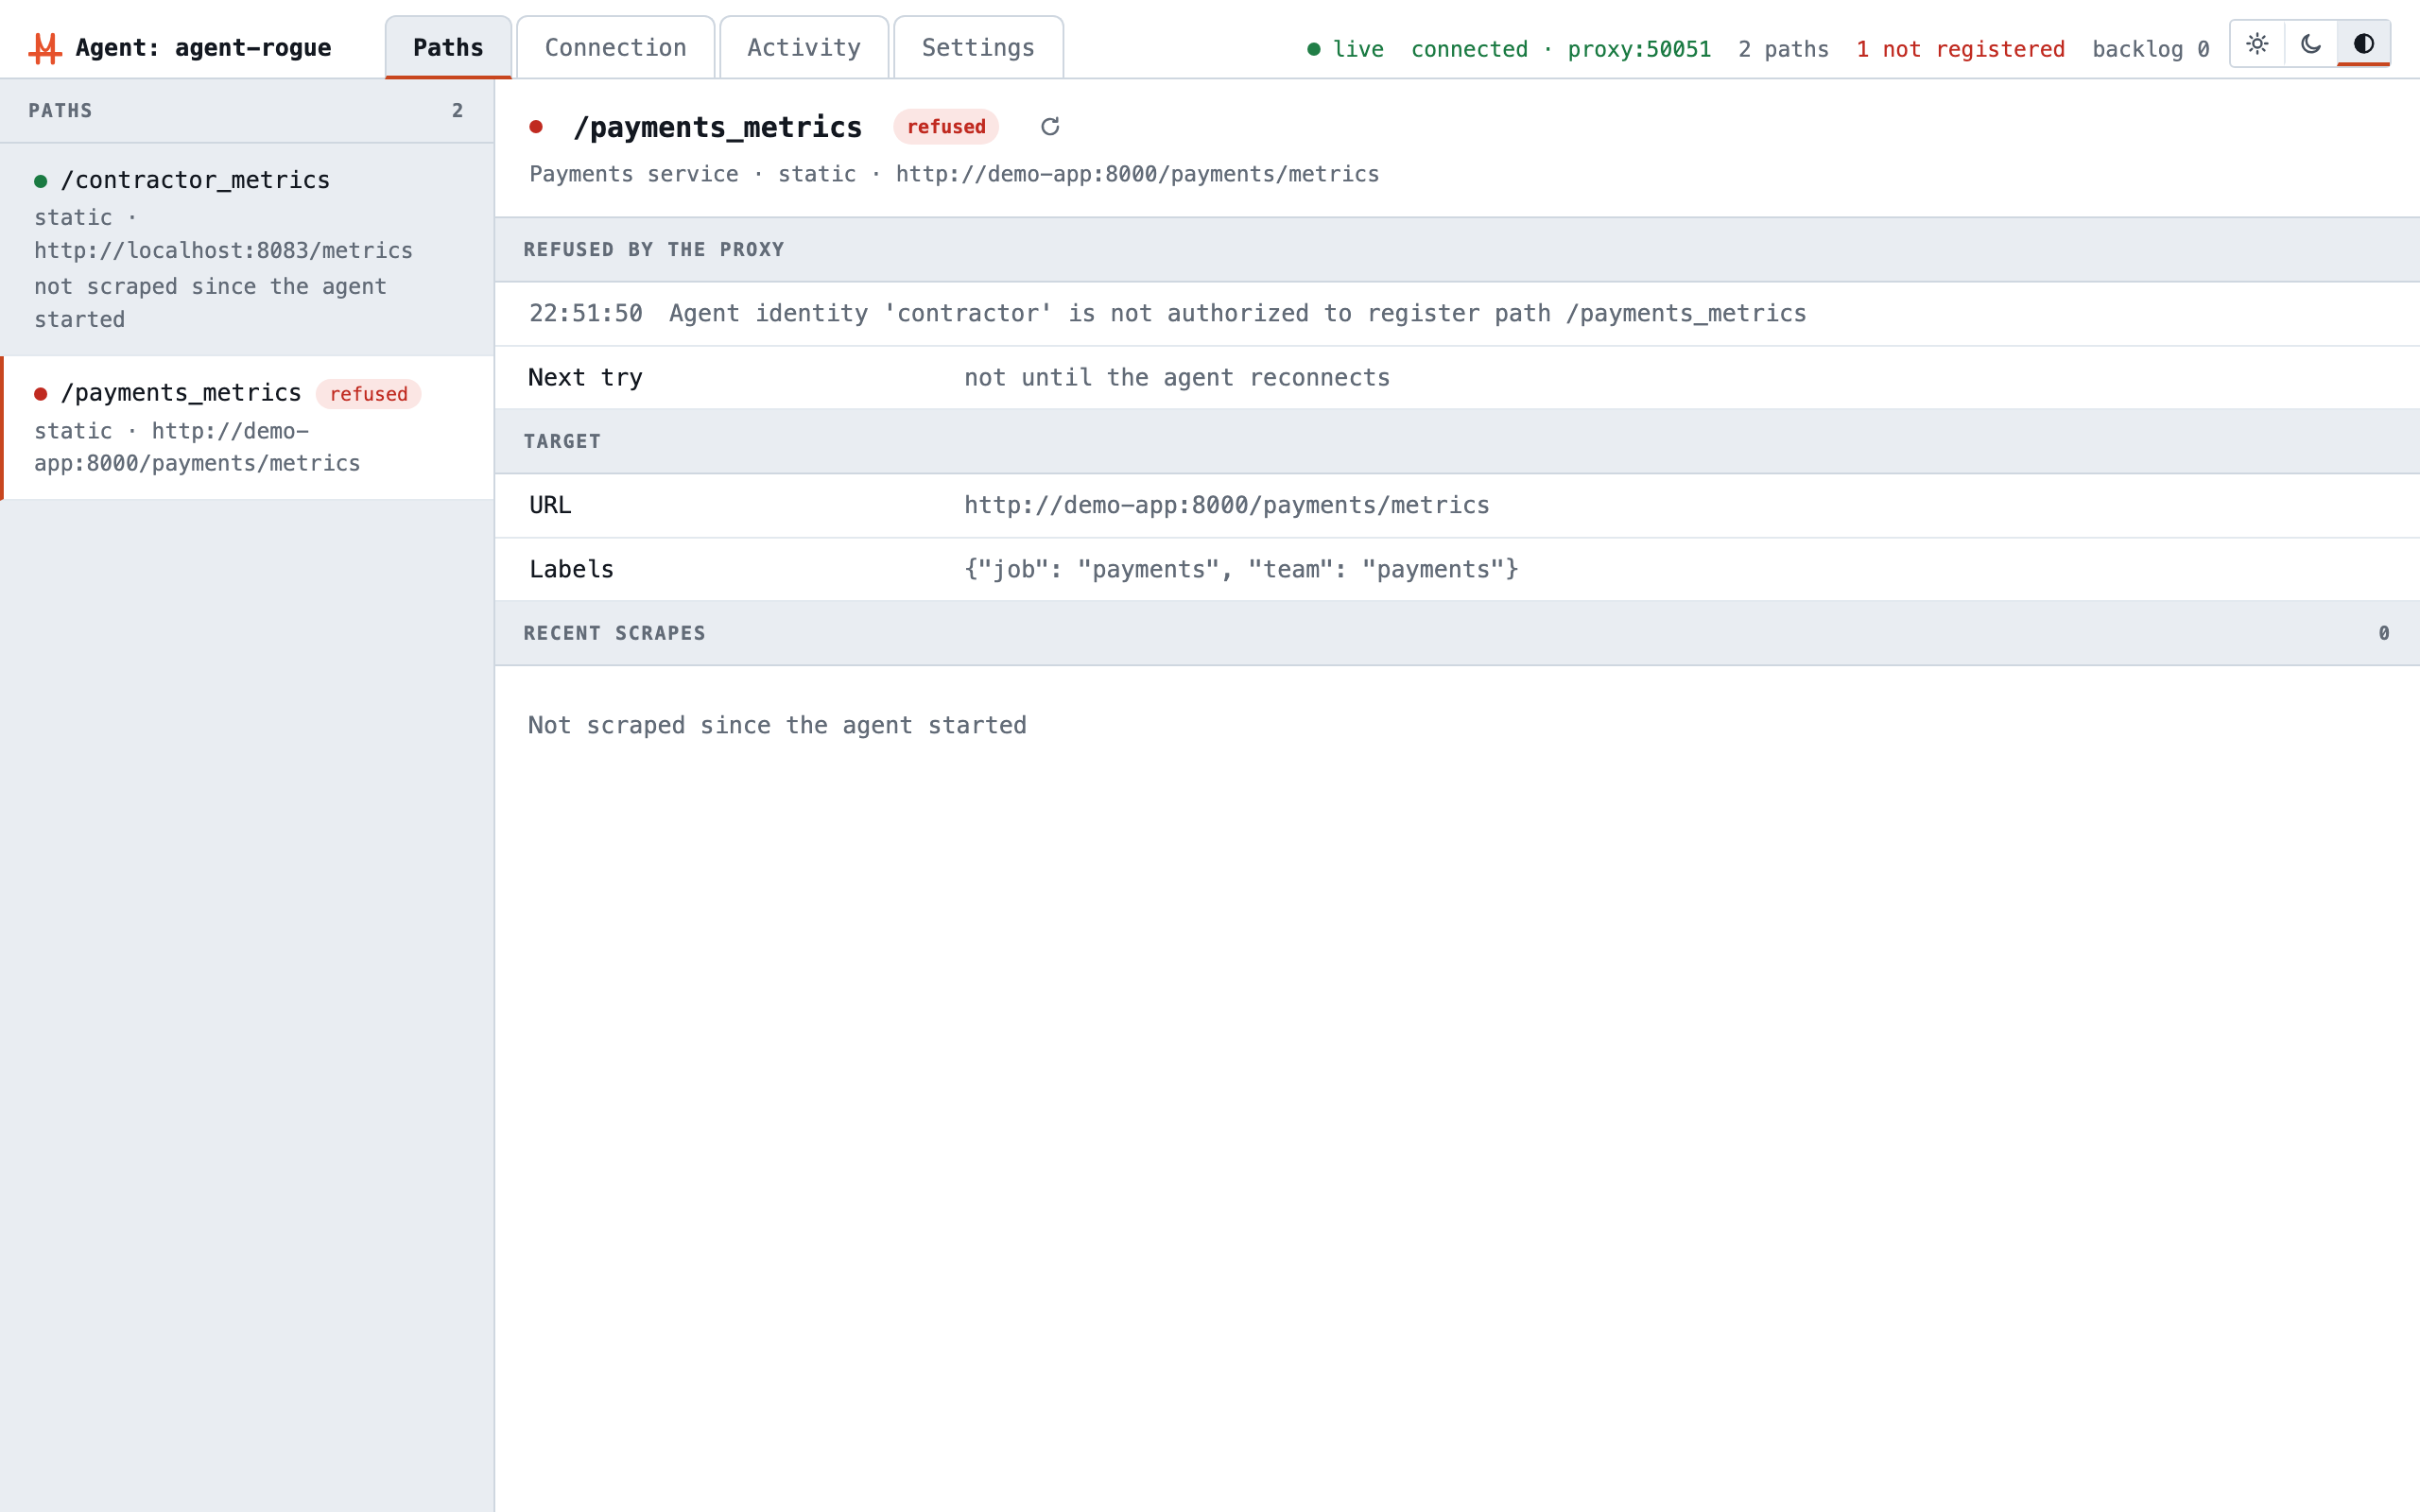 Agent: agent-rogue
Paths
Connection
Activity
Settings
live connected · proxy:50051 2 paths 1 not registered backlog 0
PATHS 2
/contractor_metrics
static ·
http://localhost:8083/metrics
not scraped since the agent
started
/payments_metrics refused
static · http://demo-
app:8000/payments/metrics
/payments_metrics refused
Payments service · static · http://demo-app:8000/payments/metrics
REFUSED BY THE PROXY
22:51:50 Agent identity 'contractor' is not authorized to register path /payments_metrics
Next try not until the agent reconnects
TARGET
URL http://demo-app:8000/payments/metrics
Labels {"job": "payments", "team": "payments"}
RECENT SCRAPES 0
Not scraped since the agent started